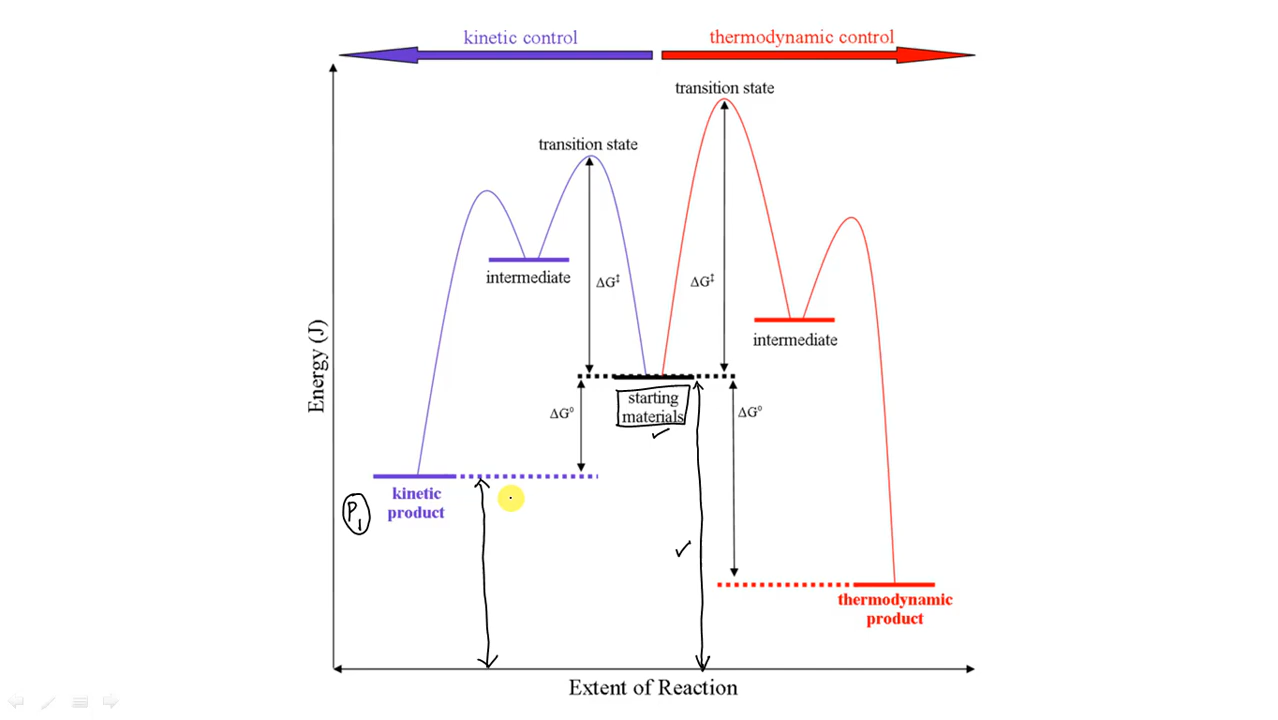 kinetic control
thermodynamic control
transition state
transition state
intermediate
ΔG‡
ΔG‡
intermediate
Energy (J)
starting
materials
ΔG°
ΔG°
kinetic
product
P1
thermodynamic
product
Extent of Reaction